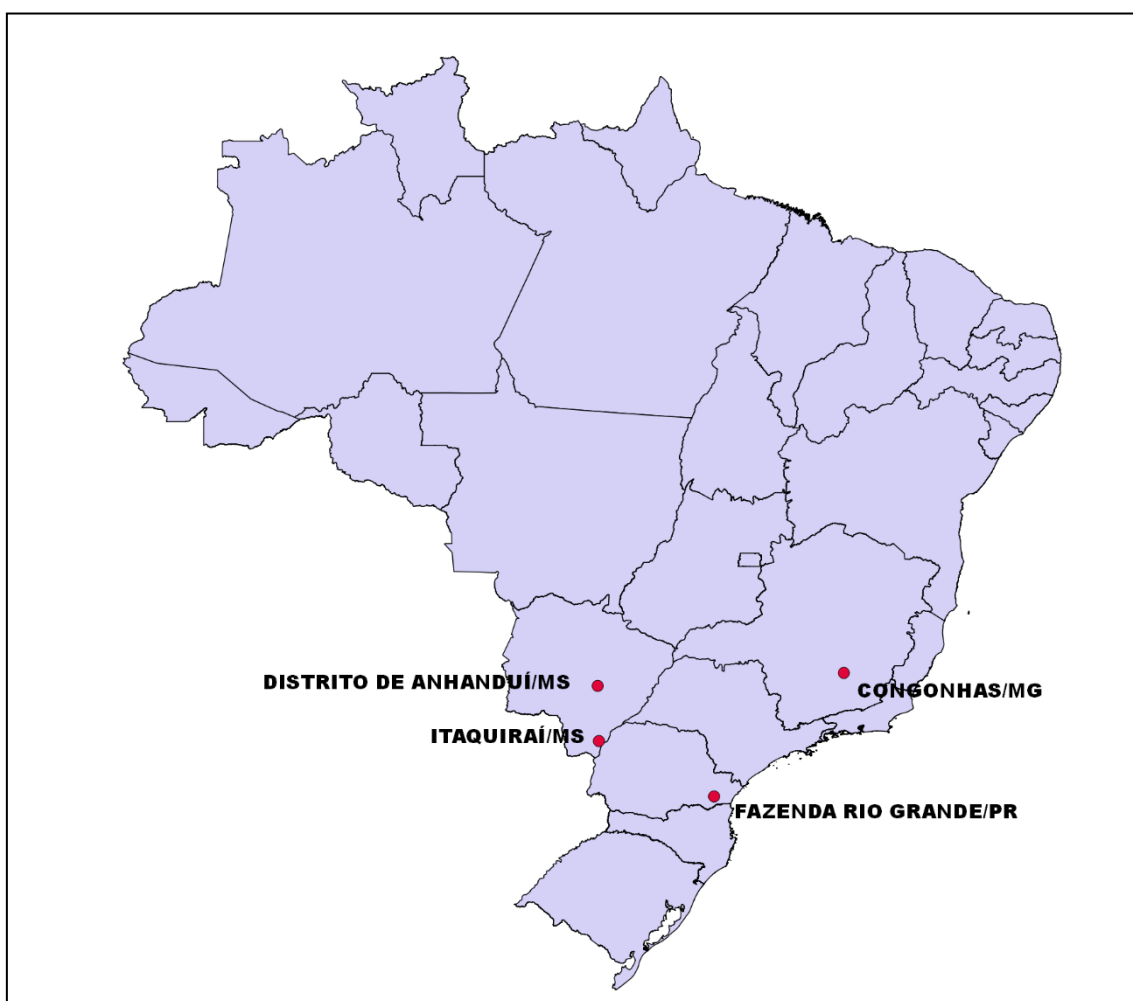 DISTRITO DE ANHANDUÍ/MS
CONGONHAS/MG
ITAQUIRAÍ/MS
FAZENDA RIO GRANDE/PR